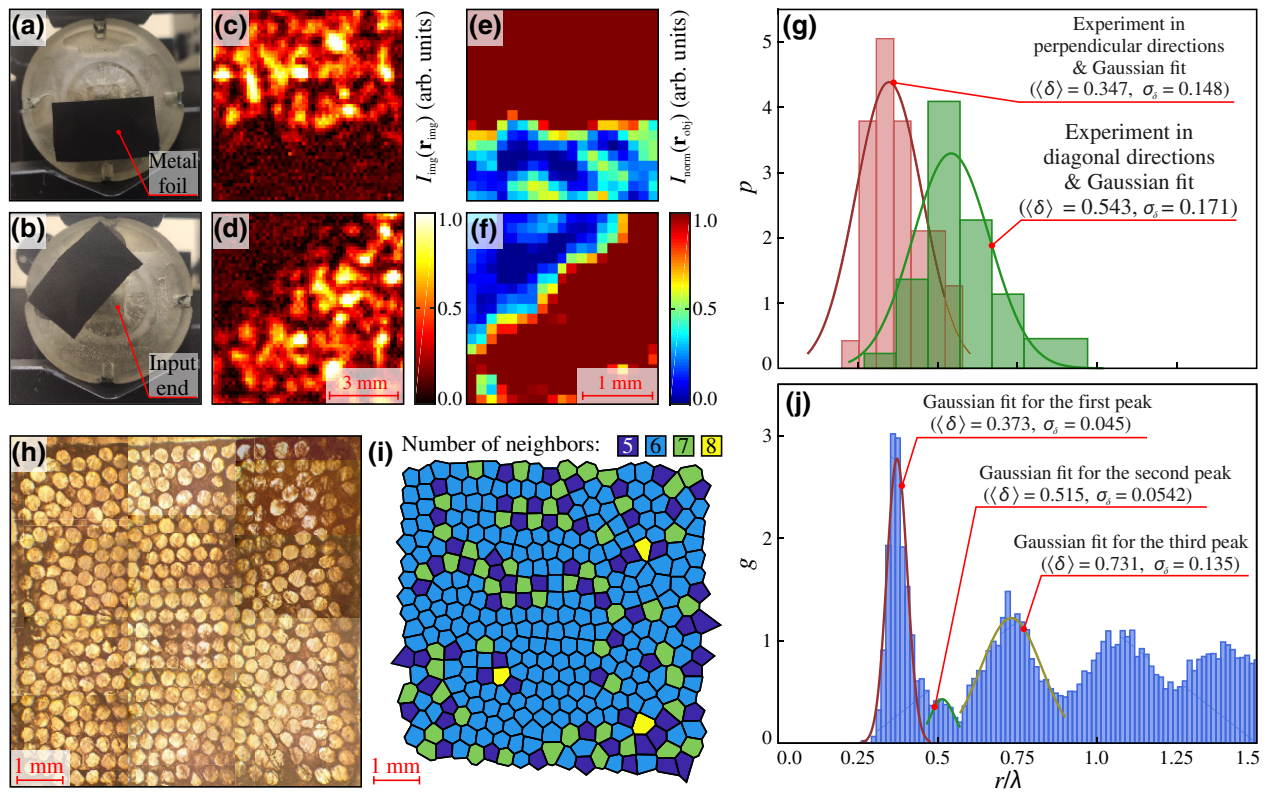 (a)
Metal
foil
(b)
Input
end
(c)
(d)
3 mm
I_img(r_img) (arb. units)
1.0
0.5
0.0
(e)
(f)
1 mm
I_norm(r_obj) (arb. units)
1.0
0.5
0.0
(g)
Experiment in
perpendicular directions
& Gaussian fit
(⟨δ⟩ = 0.347, σ_δ = 0.148)
Experiment in
diagonal directions
& Gaussian fit
(⟨δ⟩ = 0.543, σ_δ = 0.171)
p
5
4
3
2
1
0
(h)
1 mm
(i)
Number of neighbors: 5 6 7 8
1 mm
(j)
Gaussian fit for the first peak
(⟨δ⟩ = 0.373, σ_δ = 0.045)
Gaussian fit for the second peak
(⟨δ⟩ = 0.515, σ_δ = 0.0542)
Gaussian fit for the third peak
(⟨δ⟩ = 0.731, σ_δ = 0.135)
g
3
2
1
0
0.0 0.25 0.5 0.75 1.0 1.25 1.5
r/λ